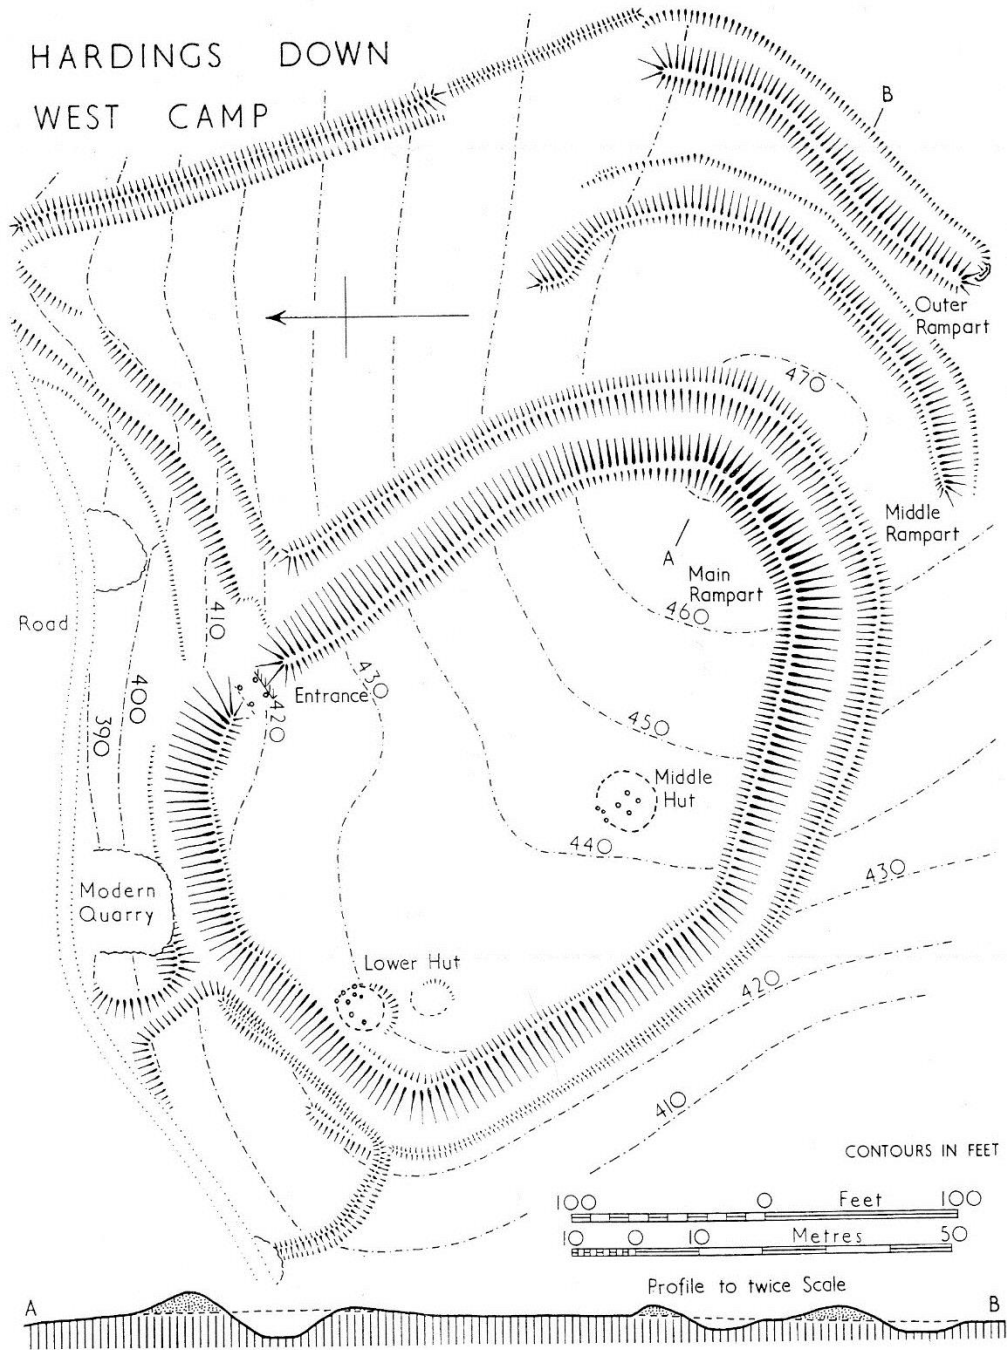 HARDINGS DOWN
WEST CAMP
B
Outer
Rampart
470
Middle
Rampart
A
Main
Rampart
460
410
Road
400
390
Entrance
420
430
450
Middle
Hut
440
430
Modern
Quarry
Lower Hut
420
410
CONTOURS IN FEET
100 0 Feet 100
10 0 10 Metres 50
Profile to twice Scale
A B